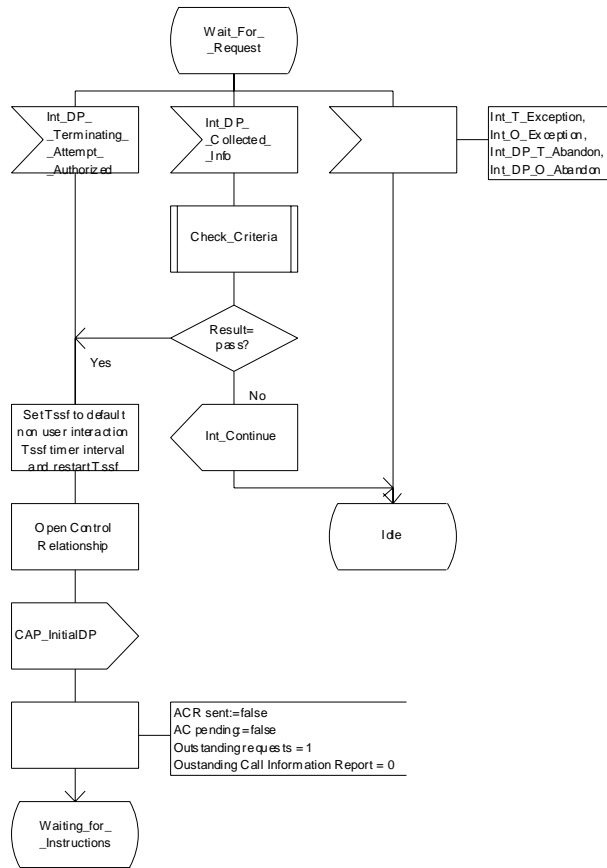 Wait_For_
_Request
Int_DP_
_Terminating_
_Attempt_
_Authorized
Int_DP_
_Collected_
_Info
Int_T_Exception,
Int_O_Exception,
Int_DP_T_Abandon,
Int_DP_O_Abandon
Check_Criteria
Result=
pass?
Yes
No
Set Tssf to default
non user interaction
Tssf timer interval
and restart Tssf
Int_Continue
Open Control
Relationship
Idle
CAP_InitialDP
ACR sent:=false
AC pending:=false
Outstanding requests = 1
Oustanding Call Information Report = 0
Waiting_for_
_Instructions